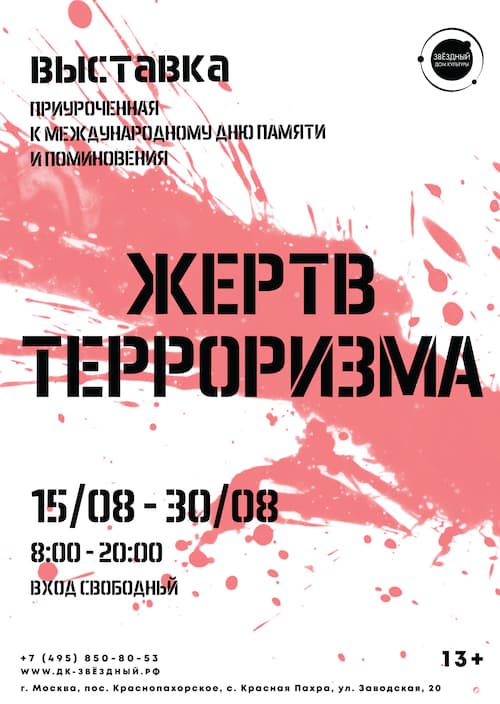 выставка
ЗВЁЗДНЫЙ
ДОМ КУЛЬТУРЫ
ПРИУРОЧЕННАЯ
К МЕЖДУНАРОДНОМУ ДНЮ ПАМЯТИ
И ПОМИНОВЕНИЯ
ЖЕРТВ
ТЕРРОРИЗМА
15/08 - 30/08
8:00 - 20:00
ВХОД СВОБОДНЫЙ
+7 (495) 850-80-53
WWW.ДК-ЗВЁЗДНЫЙ.РФ
г. Москва, пос. Краснопахорское, с. Красная Пахра, ул. Заводская, 20
13+